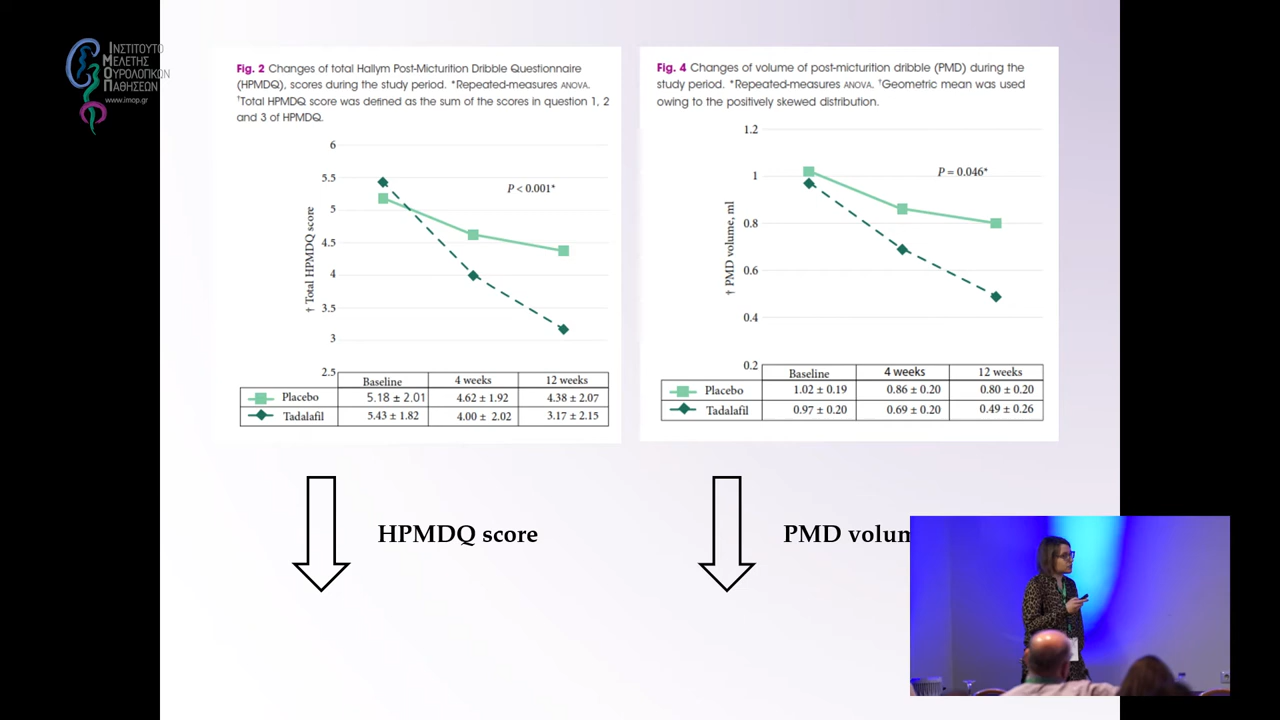 ΙΝΣΤΙΤΟΥΤΟ
ΜΕΛΕΤΗΣ
ΟΥΡΟΛΟΓΙΚΩΝ
ΠΑΘΗΣΕΩΝ
www.imop.gr
Fig. 2 Changes of total Hallym Post-Micturition Dribble Questionnaire
(HPMDQ), scores during the study period. *Repeated-measures ANOVA.
†Total HPMDQ score was defined as the sum of the scores in question 1, 2
and 3 of HPMDQ.
6
5.5
5
4.5
4
3.5
3
2.5
† Total HPMDQ score
P < 0.001*
Baseline 4 weeks 12 weeks
Placebo 5.18 ± 2.01 4.62 ± 1.92 4.38 ± 2.07
Tadalafil 5.43 ± 1.82 4.00 ± 2.02 3.17 ± 2.15
Fig. 4 Changes of volume of post-micturition dribble (PMD) during the
study period. *Repeated-measures ANOVA. †Geometric mean was used
owing to the positively skewed distribution.
1.2
1
0.8
0.6
0.4
0.2
† PMD volume, ml
P = 0.046*
Baseline 4 weeks 12 weeks
Placebo 1.02 ± 0.19 0.86 ± 0.20 0.80 ± 0.20
Tadalafil 0.97 ± 0.20 0.69 ± 0.20 0.49 ± 0.26
HPMDQ score
PMD volum